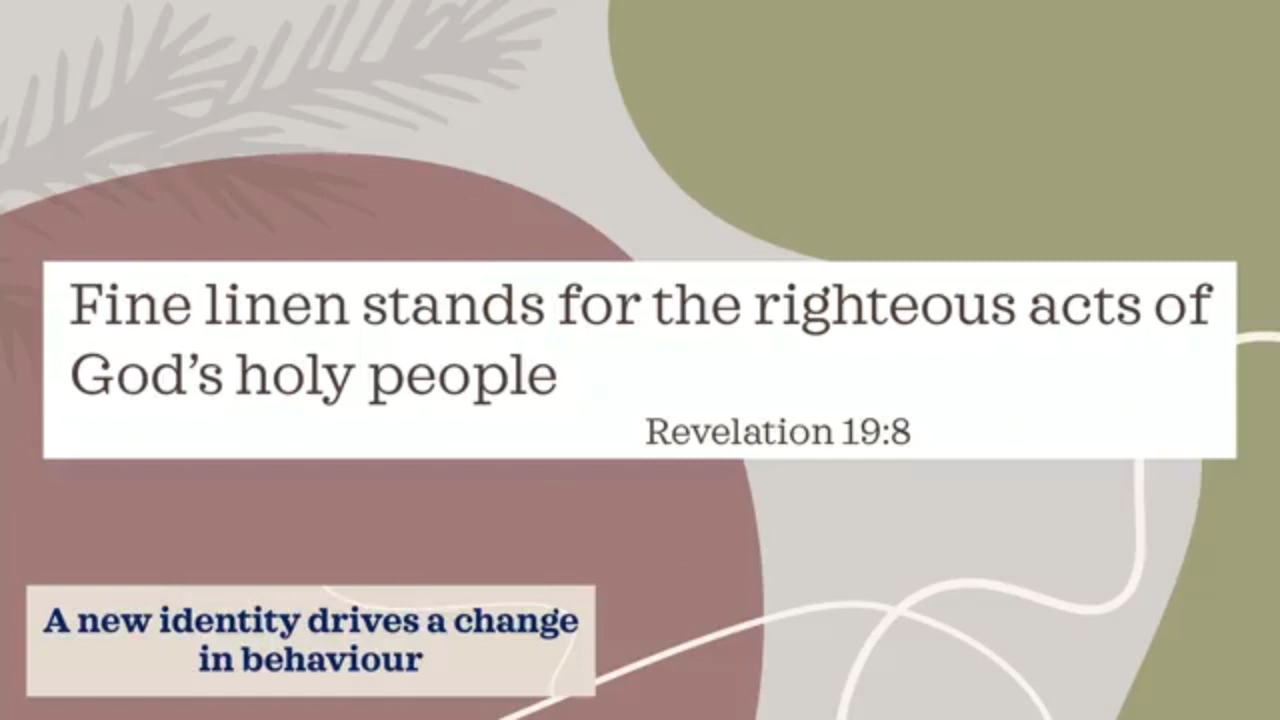 Fine linen stands for the righteous acts of
God’s holy people
Revelation 19:8
A new identity drives a change
in behaviour